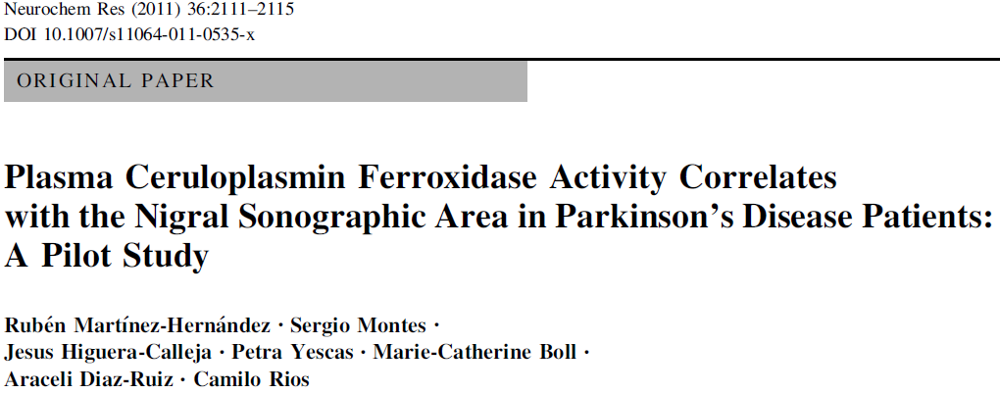 Neurochem Res (2011) 36:2111–2115
DOI 10.1007/s11064-011-0535-x
ORIGINAL PAPER
Plasma Ceruloplasmin Ferroxidase Activity Correlates
with the Nigral Sonographic Area in Parkinson's Disease Patients:
A Pilot Study
Rubén Martínez-Hernández · Sergio Montes ·
Jesus Higuera-Calleja · Petra Yescas · Marie-Catherine Boll ·
Araceli Diaz-Ruiz · Camilo Rios